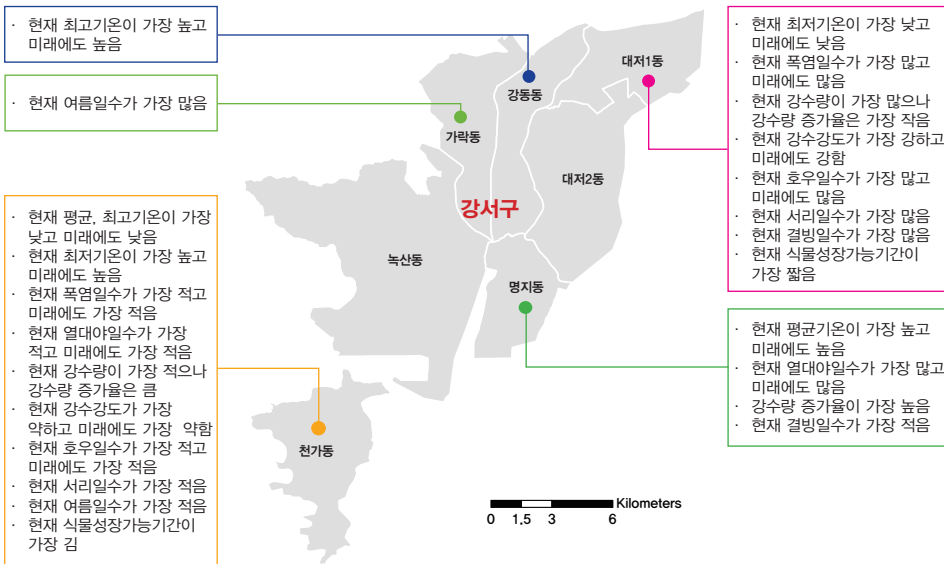 · 현재 최고기온이 가장 높고
미래에도 높음
· 현재 여름일수가 가장 많음
· 현재 평균, 최고기온이 가장
낮고 미래에도 낮음
· 현재 최저기온이 가장 높고
미래에도 높음
· 현재 폭염일수가 가장 적고
미래에도 가장 적음
· 현재 열대야일수가 가장
적고 미래에도 가장 적음
· 현재 강수량이 가장 적으나
강수량 증가율은 큼
· 현재 강수강도가 가장
약하고 미래에도 가장 약함
· 현재 호우일수가 가장 적고
미래에도 가장 적음
· 현재 서리일수가 가장 적음
· 현재 여름일수가 가장 적음
· 현재 식물성장가능기간이
가장 김
대저1동
강동동
가락동
대저2동
강서구
녹산동
명지동
천가동
· 현재 최저기온이 가장 낮고
미래에도 낮음
· 현재 폭염일수가 가장 많고
미래에도 많음
· 현재 강수량이 가장 많으나
강수량 증가율은 가장 작음
· 현재 강수강도가 가장 강하고
미래에도 강함
· 현재 호우일수가 가장 많고
미래에도 많음
· 현재 서리일수가 가장 많음
· 현재 결빙일수가 가장 많음
· 현재 식물성장가능기간이
가장 짧음
· 현재 평균기온이 가장 높고
미래에도 높음
· 현재 열대야일수가 가장 많고
미래에도 많음
· 강수량 증가율이 가장 높음
· 현재 결빙일수가 가장 적음
Kilometers
0 1.5 3 6